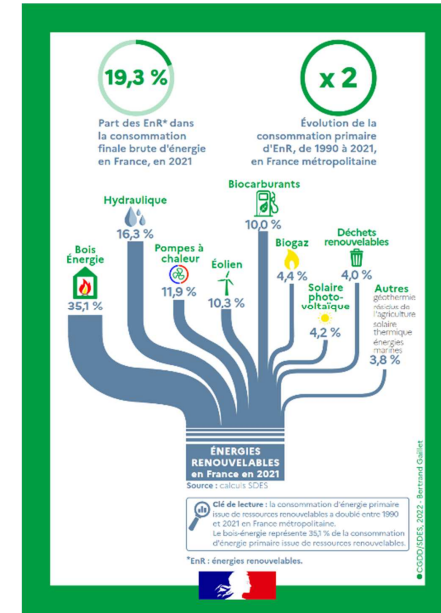 19,3 %
x 2
Part des EnR* dans
la consommation
finale brute d'énergie
en France, en 2021
Évolution de la
consommation primaire
d'EnR, de 1990 à 2021,
en France métropolitaine
Biocarburants
10,0 %
Hydraulique
16,3 %
Bois
Énergie
35,1 %
Pompes à
chaleur
11,9 %
Éolien
10,3 %
Biogaz
4,4 %
Déchets
renouvelables
4,0 %
Solaire
photo-
voltaïque
4,2 %
Autres
géothermie
résidus de
l'agriculture
solaire
thermique
énergies
marines
3,8 %
ÉNERGIES
RENOUVELABLES
en France en 2021
Source : calculs SDES
Clé de lecture : la consommation d'énergie primaire
issue de ressources renouvelables a doublé entre 1990
et 2021 en France métropolitaine.
Le bois-énergie représente 35,1 % de la consommation
d'énergie primaire issue de ressources renouvelables.
*EnR : énergies renouvelables.
CGDD/SDES, 2022 - Bertrand Gaillet